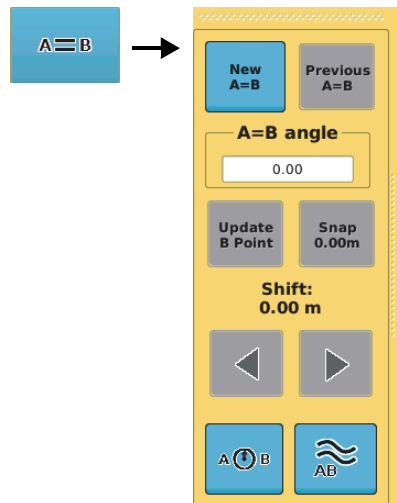 A=B
New
A=B
Previous
A=B
A=B angle
0.00
Update
B Point
Snap
0.00m
Shift:
0.00 m
A B
AB